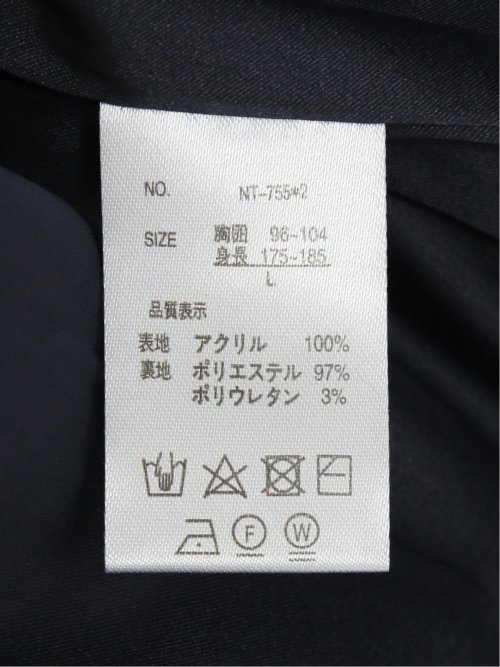 NO. NT-755*2
SIZE 胸囲 96~104
身長 175~185
L
品質表示
表地 アクリル 100%
裏地 ポリエステル 97%
ポリウレタン 3%
F W